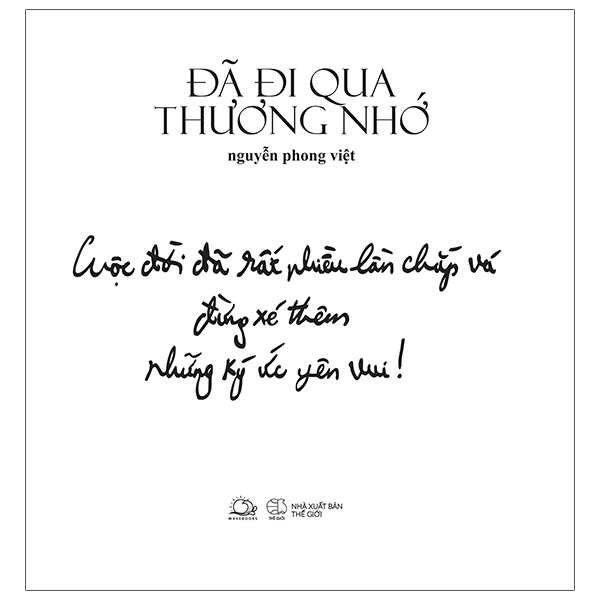 ĐÃ ĐI QUA
THƯƠNG NHỚ
nguyễn phong việt
Cuộc đời đã rất nhiều lần chắp vá
đừng xé thêm
những ký ức yên vui!
WAVEBOOKS
THẾ GIỚI
NHÀ XUẤT BẢN
THẾ GIỚI